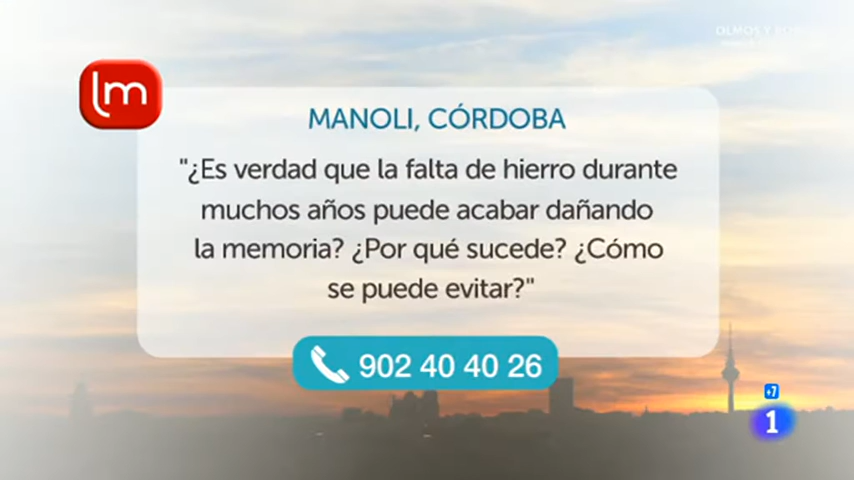 lm
MANOLI, CÓRDOBA
"¿Es verdad que la falta de hierro durante
muchos años puede acabar dañando
la memoria? ¿Por qué sucede? ¿Cómo
se puede evitar?"
902 40 40 26
+7
1